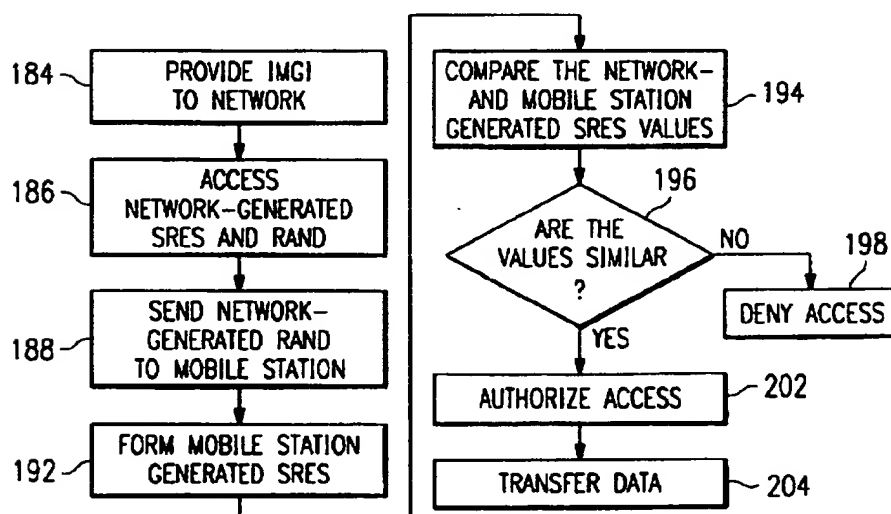 184
PROVIDE IMGI
TO NETWORK
186
ACCESS
NETWORK-GENERATED
SRES AND RAND
188
SEND NETWORK-
GENERATED RAND
TO MOBILE STATION
192
FORM MOBILE STATION
GENERATED SRES
COMPARE THE NETWORK-
AND MOBILE STATION
GENERATED SRES VALUES
194
196
ARE THE
VALUES SIMILAR
?
NO
198
DENY ACCESS
YES
AUTHORIZE ACCESS
202
TRANSFER DATA
204